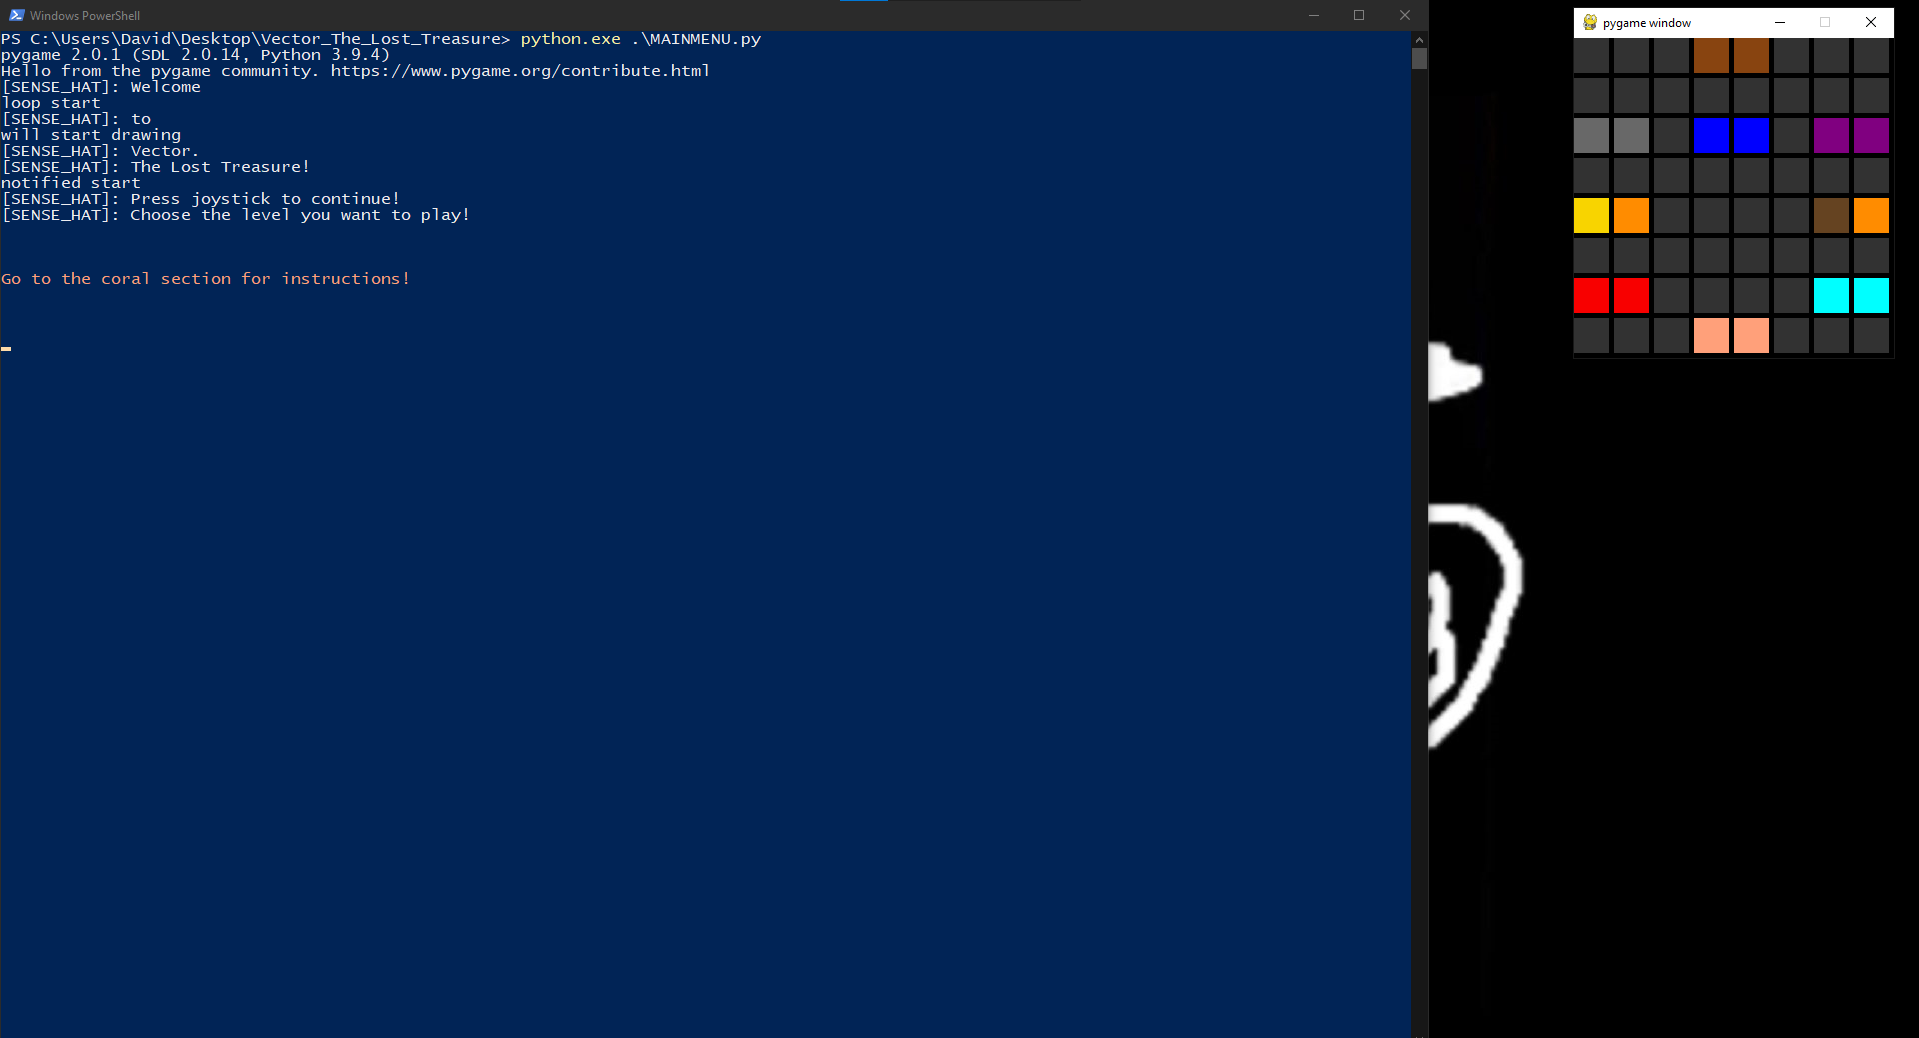 Windows PowerShell
PS C:\Users\David\Desktop\Vector_The_Lost_Treasure> python.exe .\MAINMENU.py
pygame 2.0.1 (SDL 2.0.14, Python 3.9.4)
Hello from the pygame community. https://www.pygame.org/contribute.html
[SENSE_HAT]: Welcome
loop start
[SENSE_HAT]: to
will start drawing
[SENSE_HAT]: Vector.
[SENSE_HAT]: The Lost Treasure!
notified start
[SENSE_HAT]: Press joystick to continue!
[SENSE_HAT]: Choose the level you want to play!
Go to the coral section for instructions!
pygame window